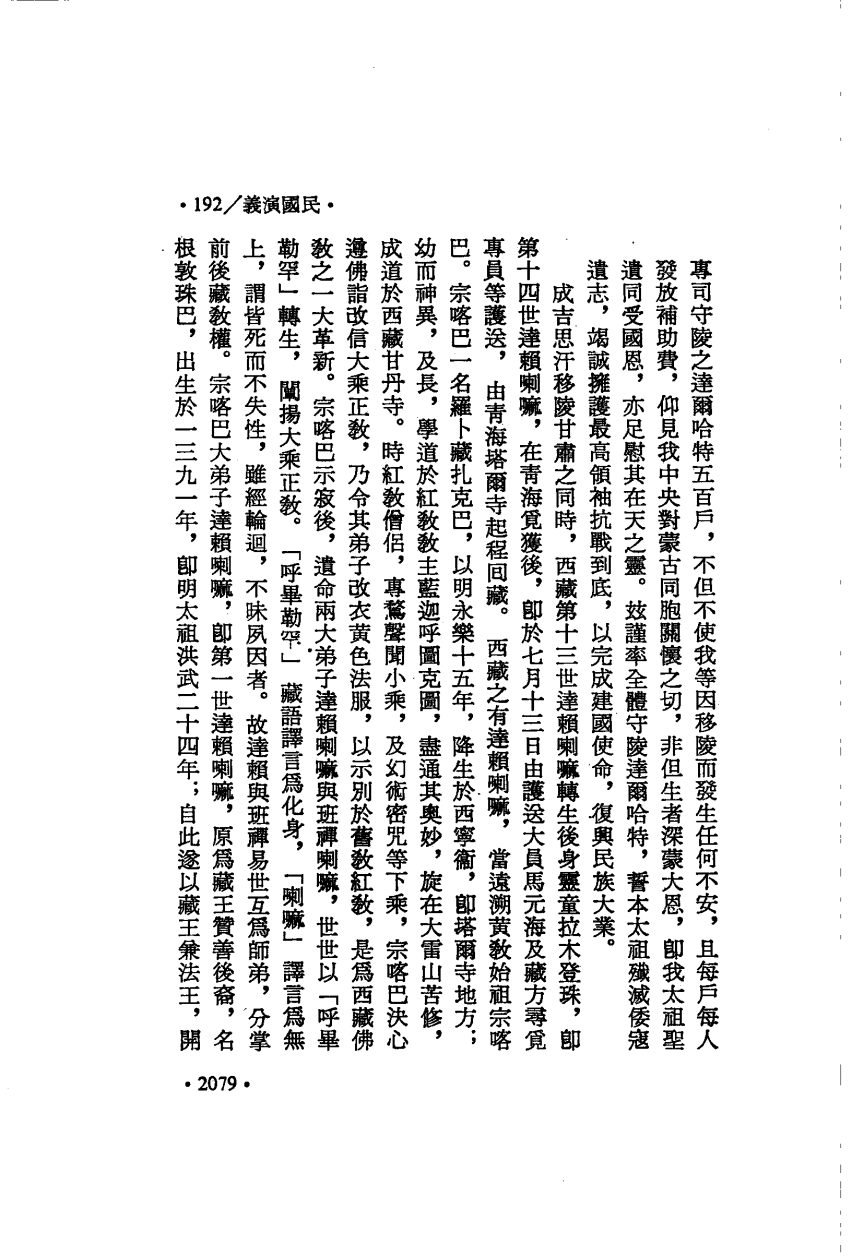 •192/義演國民•
專司守陵之達爾哈特五百戶，不但不使我等因移陵而發生任何不安，且每戶每人
發放補助費，仰見我中央對蒙古同胞關懷之切，非但生者深蒙大恩，卽我太祖聖
遺同受國恩，亦足慰其在天之靈。玆謹率全體守陵達爾哈特，誓本太祖殲滅倭寇
遺志，竭誠擁護最高領袖抗戰到底，以完成建國使命，復興民族大業。
成吉思汗移陵甘肅之同時，西藏第十三世達賴喇嘛轉生後身靈童拉木登珠，卽
第十四世達賴喇嘛，在青海覓獲後，卽於七月十三日由護送大員馬元海及藏方尋覓
專員等護送，由青海塔爾寺起程囘藏。西藏之有達賴喇嘛，當遠溯黃敎始祖宗喀
巴。宗喀巴一名羅卜藏扎克巴，以明永樂十五年，降生於西寧衞，卽塔爾寺地方；
幼而神異，及長，學道於紅敎敎主藍迦呼圖克圖，盡通其奧妙，旋在大雷山苦修，
成道於西藏甘丹寺。時紅敎僧侶，專騖聲聞小乘，及幻術密咒等下乘，宗喀巴決心
遵佛詣改信大乘正敎，乃令其弟子改衣黃色法服，以示別於舊敎紅敎，是爲西藏佛
敎之一大革新。宗喀巴示寂後，遺命兩大弟子達賴喇嘛與班禪喇嘛，世世以「呼畢
勒罕」轉生，闡揚大乘正敎。「呼畢勒罕」藏語譯言爲化身，「喇嘛」譯言爲無
上，謂皆死而不失性，雖經輪迴，不昧夙因者。故達賴與班禪易世互爲師弟，分掌
前後藏敎權。宗喀巴大弟子達賴喇嘛，卽第一世達賴喇嘛，原爲藏王贊善後裔，名
根敦珠巴，出生於一三九一年，卽明太祖洪武二十四年；自此遂以藏王兼法王，開
•2079•